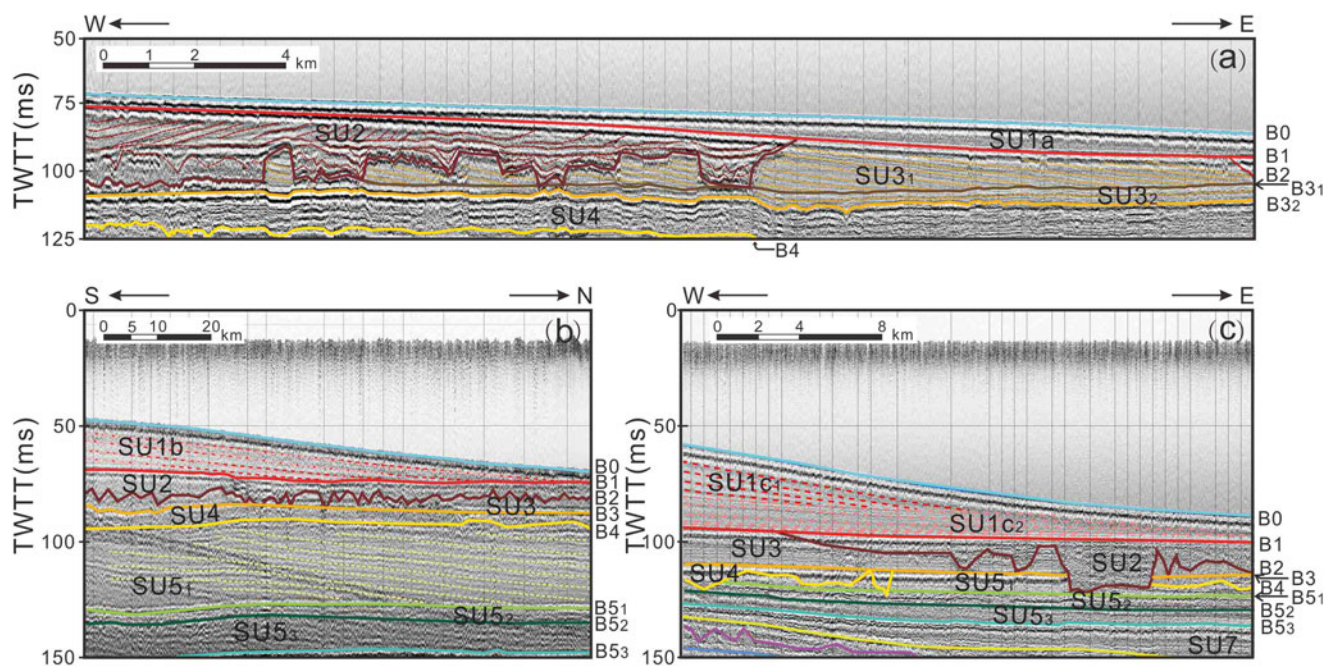 W E
50
0 1 2 4
km
(a)
TWTT(ms)
75
SU2
SU1a
B0
B1
100
SU3₁
B2
SU3₂
B3₁
B3₂
SU4
125
B4
S N
0
0 5 10 20
km
(b)
TWTT(ms)
50
SU1b
B0
B1
SU2
SU3
B2
SU4
B3
B4
100
SU5₁
SU5₂
B5₁
B5₂
SU5₃
B5₃
150
W E
0
0 2 4 8
km
(c)
TWTT(ms)
50
SU1c₁
SU1c₂
B0
B1
100
SU3
SU2
B2
B3
SU4
SU5₁
B4
B5₁
SU5₂
B5₂
SU5₃
B5₃
SU7
150